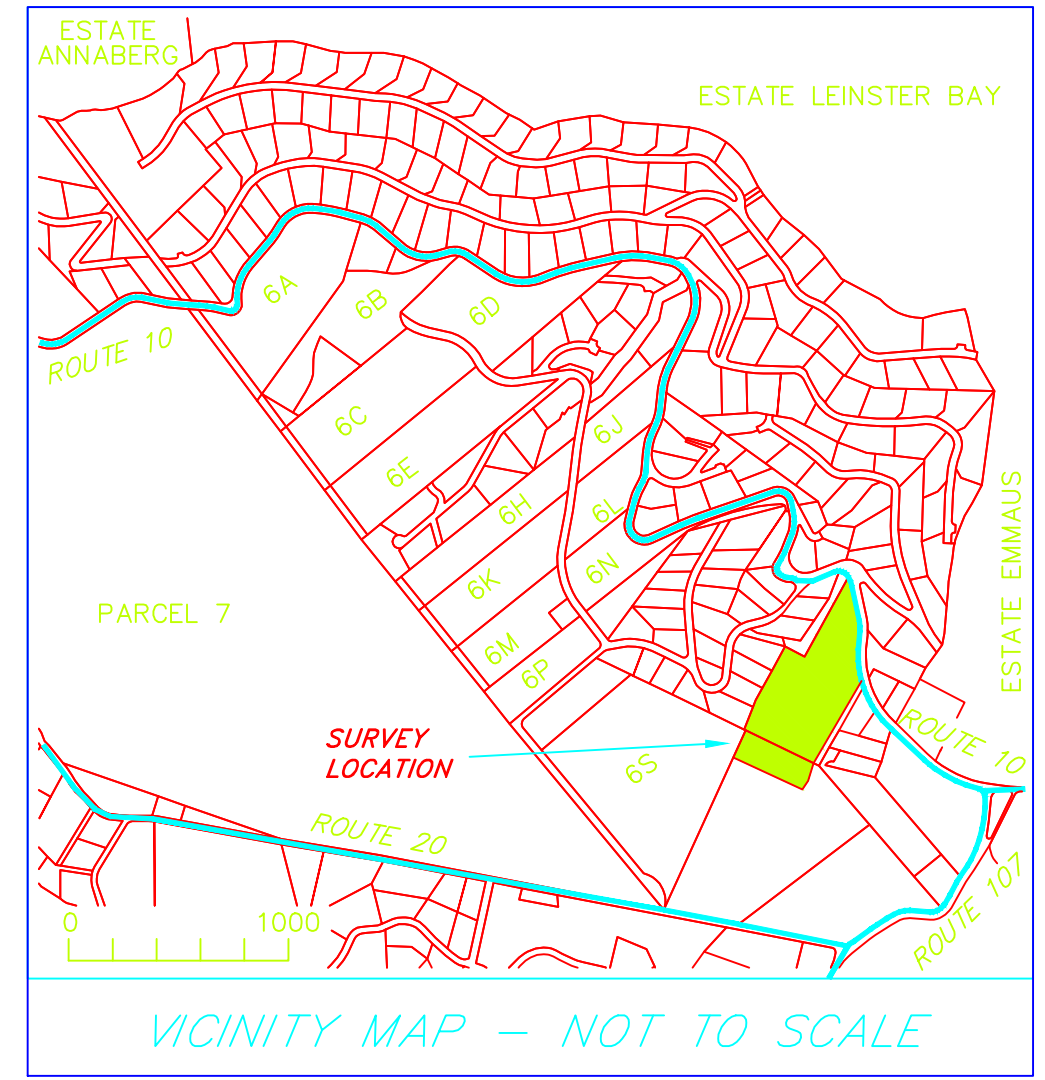 ESTATE
ANNABERG
ESTATE LEINSTER BAY
6A
6B
6D
ROUTE 10
6C
6J
6E
6H
6L
ESTATE EMMAUS
6K
6N
PARCEL 7
6M
6P
SURVEY
LOCATION
6S
ROUTE 10
ROUTE 20
ROUTE 107
0 1000
VICINITY MAP – NOT TO SCALE